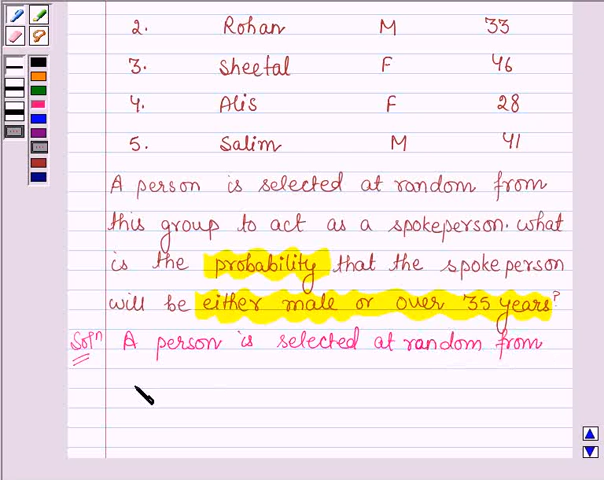 2. Rohan M 33
3. Sheetal F 46
4. Alis F 28
5. Salim M 41
A person is selected at random from
this group to act as a spokeperson. what
is the probability that the spokeperson
will be either male or over 35 years?
Solⁿ A person is selected at random from